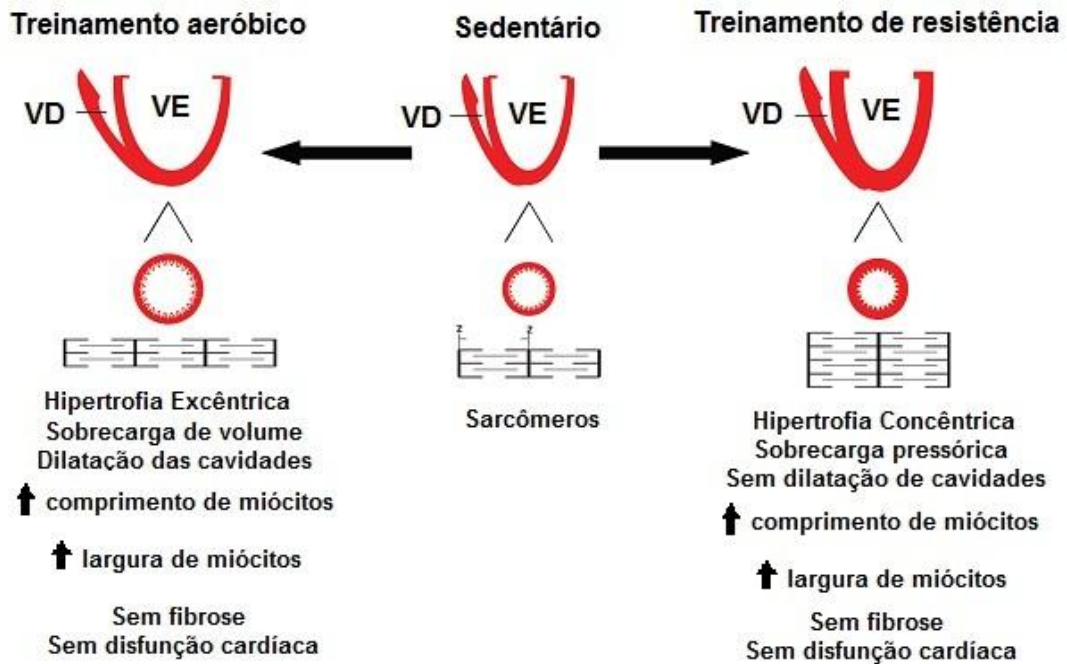 Treinamento aeróbico
VD
VE
Hipertrofia Excêntrica
Sobrecarga de volume
Dilatação das cavidades
comprimento de miócitos
largura de miócitos
Sem fibrose
Sem disfunção cardíaca
Sedentário
VD
VE
z
z
Sarcômeros
Treinamento de resistência
VD
VE
Hipertrofia Concêntrica
Sobrecarga pressórica
Sem dilatação de cavidades
comprimento de miócitos
largura de miócitos
Sem fibrose
Sem disfunção cardíaca